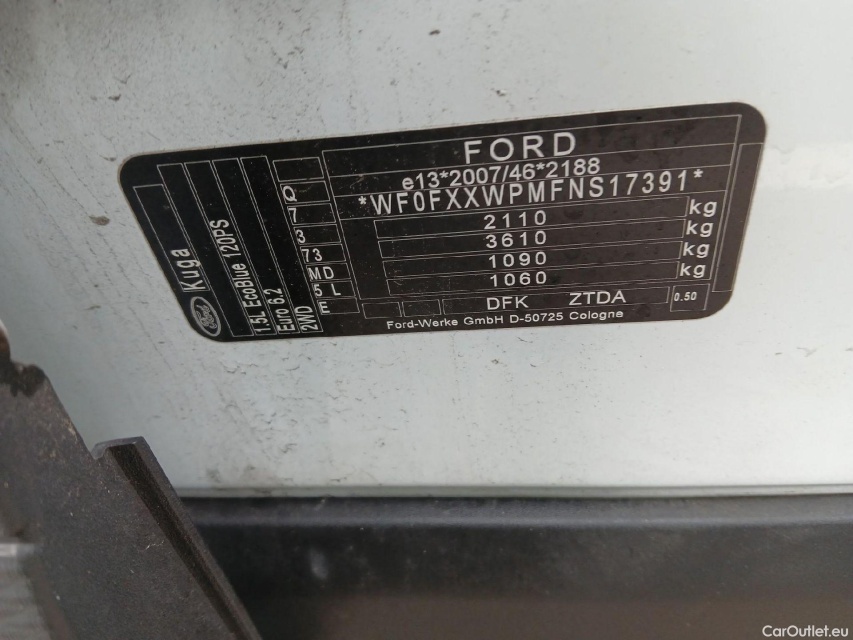 FORD
e13*2007/46*2188
*WF0FXXWPMFNS17391*
2110 kg
3610 kg
1090 kg
1060 kg
DFK ZTDA 0.50
Ford-Werke GmbH D-50725 Cologne
Q
7
3
73
MD
5 L
E
Ford Kuga
1.5L EcoBlue 120PS
Euro 6.2
2WD
CarOutlet.eu